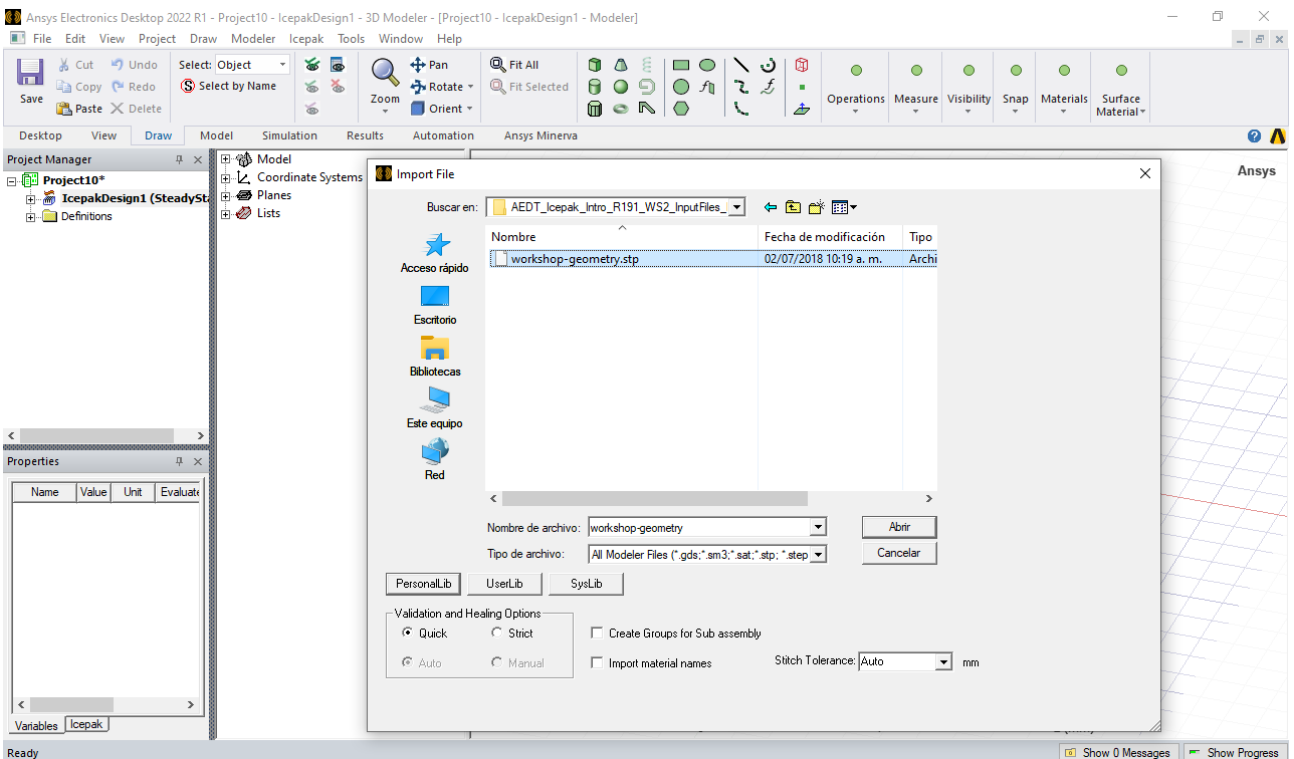 Ansys Electronics Desktop 2022 R1 - Project10 - IcepakDesign1 - 3D Modeler - [Project10 - IcepakDesign1 - Modeler]
File Edit View Project Draw Modeler Icepak Tools Window Help
Save
Cut Undo
Copy Redo
Paste Delete
Select: Object
Select by Name
Zoom
Pan
Rotate
Orient
Fit All
Fit Selected
Operations Measure Visibility Snap Materials Surface Material
Desktop View Draw Model Simulation Results Automation Ansys Minerva
Project Manager
Project10*
IcepakDesign1 (SteadySt
Definitions
Model
Coordinate Systems
Planes
Lists
Ansys
Import File
Buscar en: AEDT_Icepak_Intro_R191_WS2_InputFiles_
Nombre Fecha de modificación Tipo
workshop-geometry.stp 02/07/2018 10:19 a. m. Archi
Acceso rápido
Escritorio
Bibliotecas
Este equipo
Red
Nombre de archivo: workshop-geometry Abrir
Tipo de archivo: All Modeler Files (*.gds;*.sm3;*.sat;*.stp; *.step Cancelar
PersonalLib UserLib SysLib
Validation and Healing Options
Quick Strict Create Groups for Sub assembly
Auto Manual Import material names Stitch Tolerance: Auto mm
Properties
Name Value Unit Evaluate
Variables Icepak
Ready Show 0 Messages Show Progress